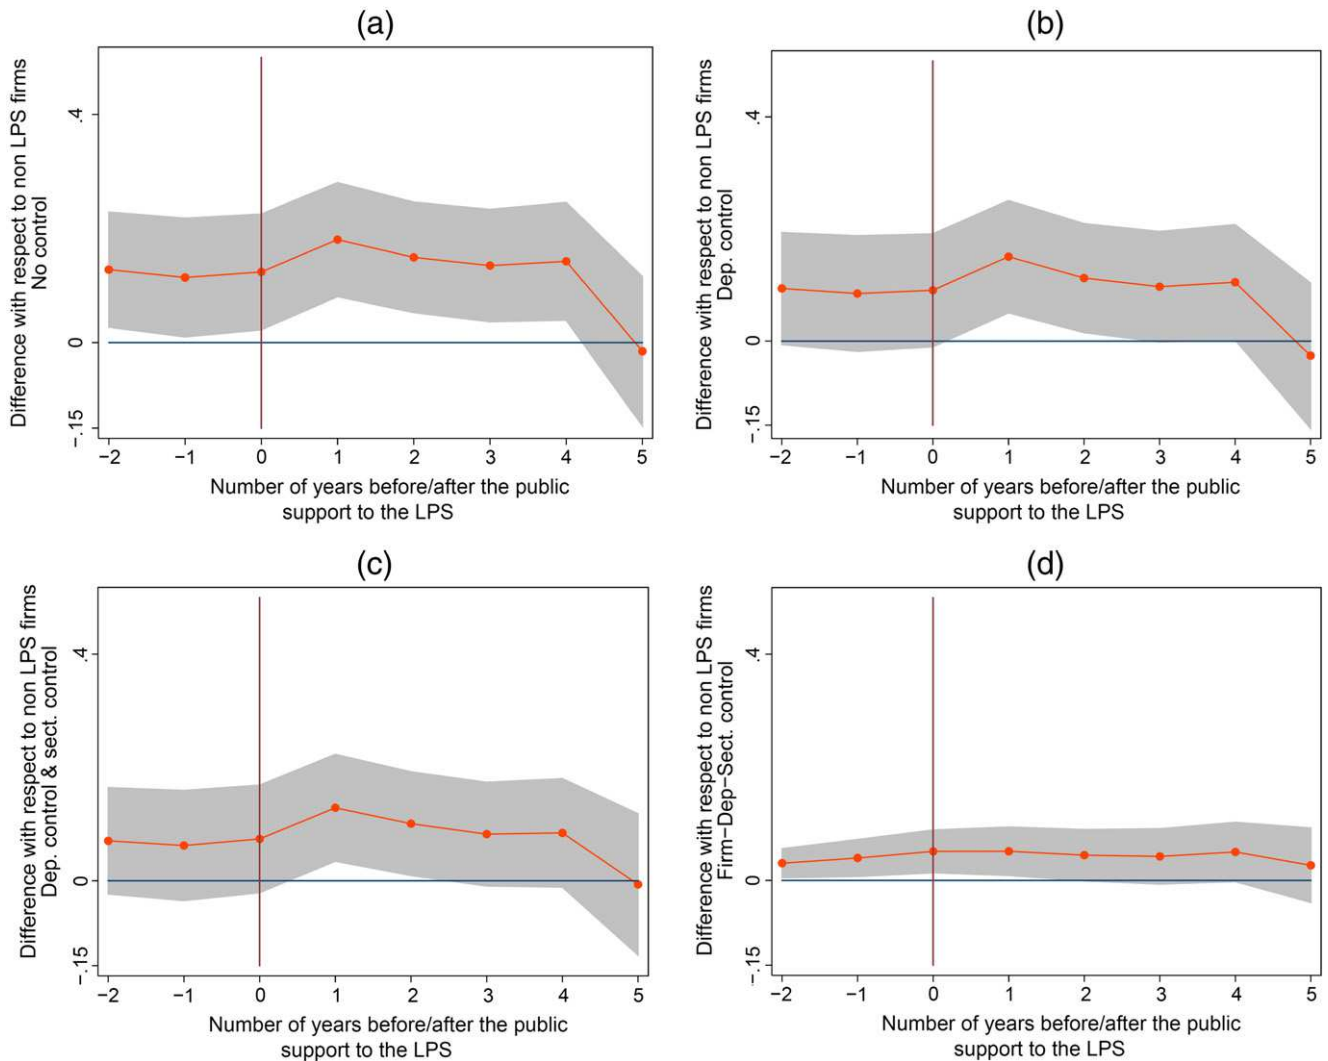 (a)
Difference with respect to non LPS firms
No control
.4
0
-.15
−2 −1 0 1 2 3 4 5
Number of years before/after the public
support to the LPS
(b)
Difference with respect to non LPS firms
Dep. control
.4
0
-.15
−2 −1 0 1 2 3 4 5
Number of years before/after the public
support to the LPS
(c)
Difference with respect to non LPS firms
Dep. control & sect. control
.4
0
-.15
−2 −1 0 1 2 3 4 5
Number of years before/after the public
support to the LPS
(d)
Difference with respect to non LPS firms
Firm−Dep−Sect. control
.4
0
-.15
−2 −1 0 1 2 3 4 5
Number of years before/after the public
support to the LPS